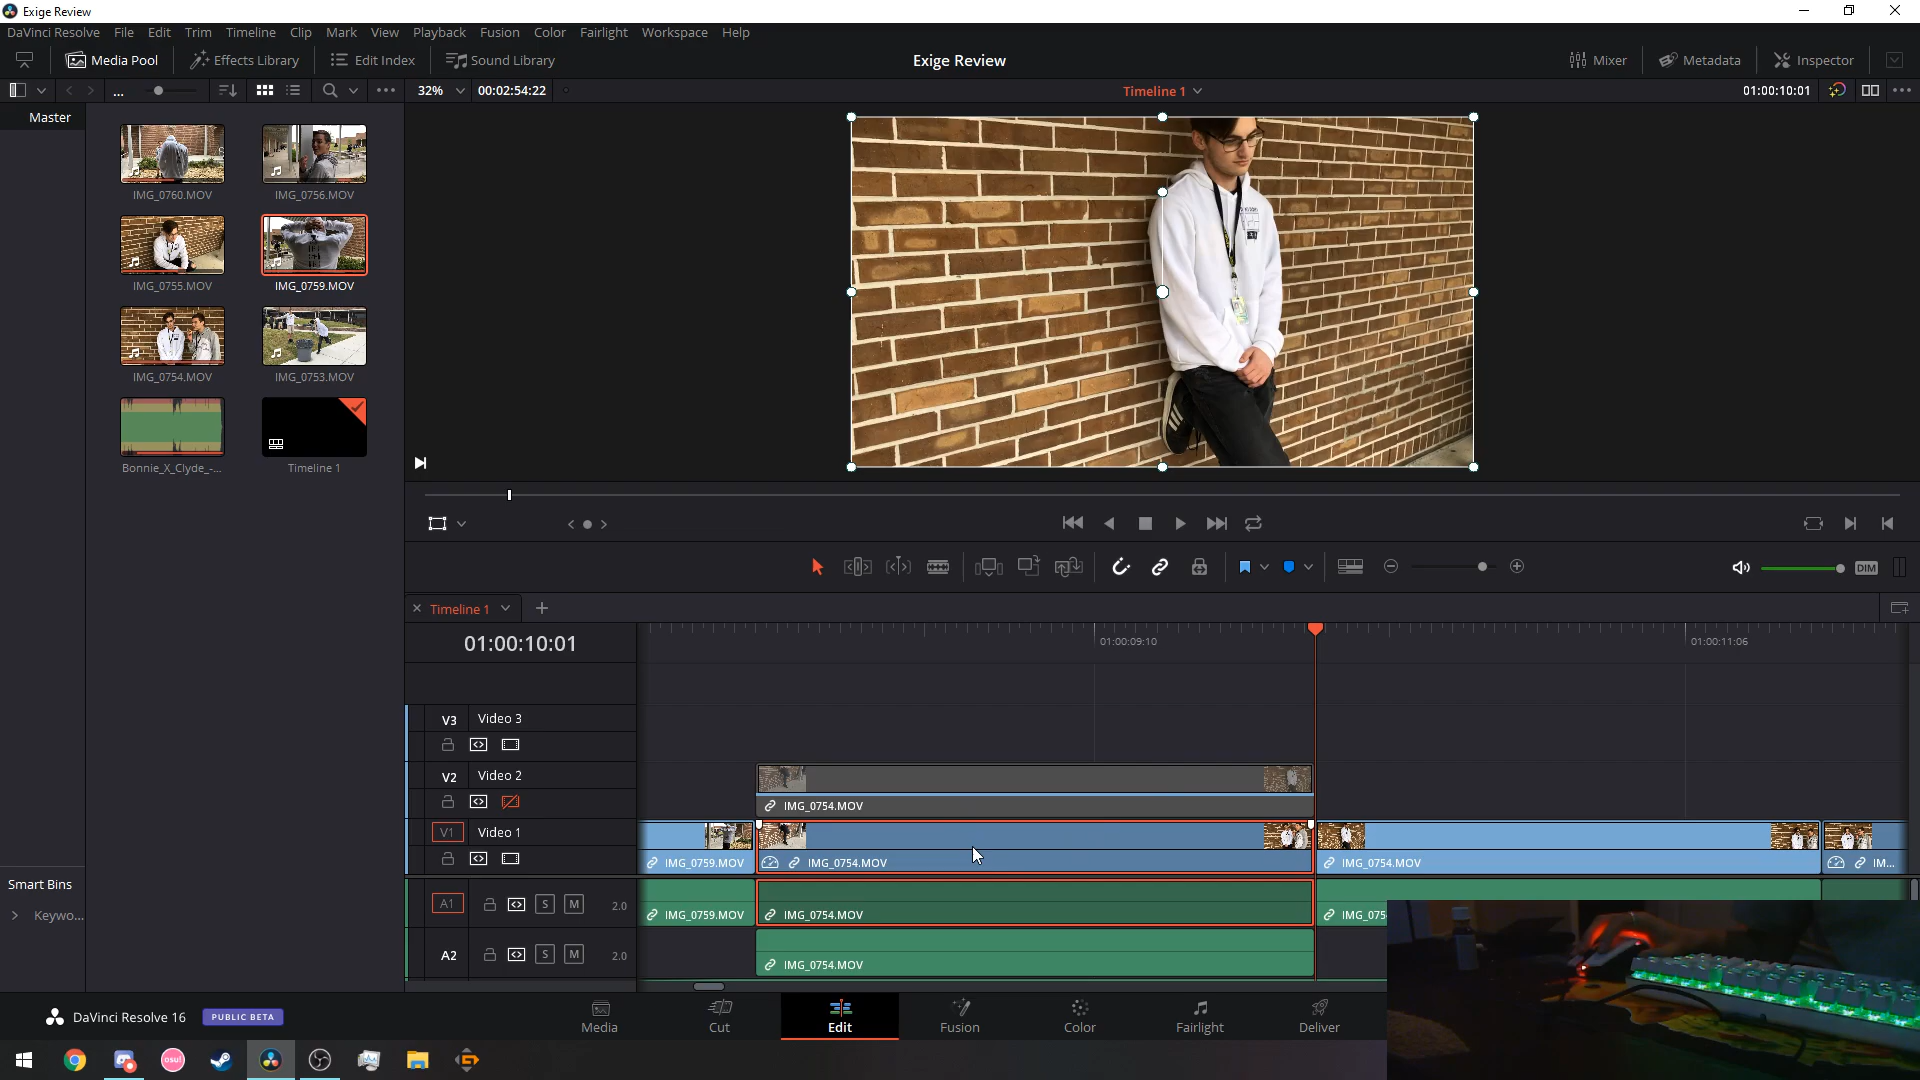 Exige Review
DaVinci Resolve File Edit Trim Timeline Clip Mark View Playback Fusion Color Fairlight Workspace Help
Media Pool Effects Library Edit Index Sound Library Exige Review Mixer Metadata Inspector
... 32% 00:02:54:22 Timeline 1 01:00:10:01
Master
IMG_0760.MOV IMG_0756.MOV
IMG_0755.MOV IMG_0759.MOV
IMG_0754.MOV IMG_0753.MOV
Bonnie_X_Clyde_-... Timeline 1
DIM
Timeline 1
01:00:10:01 01:00:09:10 01:00:11:06
V3 Video 3
V2 Video 2
IMG_0754.MOV
V1 Video 1
IMG_0759.MOV IMG_0754.MOV IMG_0754.MOV IM...
Smart Bins
Keywo...
A1 S M 2.0 IMG_0759.MOV IMG_0754.MOV IMG_075
A2 S M 2.0 IMG_0754.MOV
DaVinci Resolve 16 PUBLIC BETA Media Cut Edit Fusion Color Fairlight Deliver
osu!